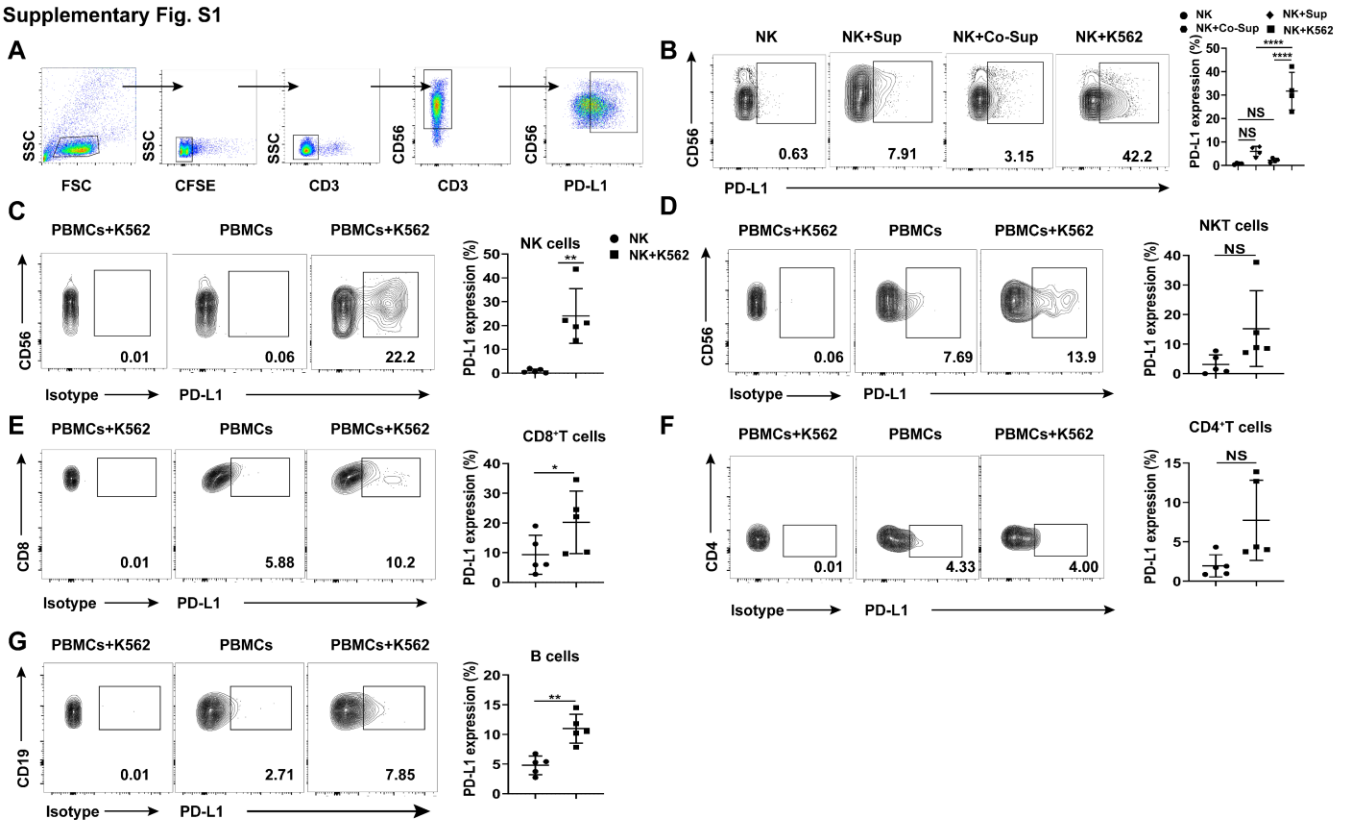 Supplementary Fig. S1
A
SSC
FSC
SSC
CFSE
SSC
CD3
CD56
CD3
CD56
PD-L1
B
NK NK+Sup NK+Co-Sup NK+K562
CD56
0.63 7.91 3.15 42.2
PD-L1
NK NK+Sup
NK+Co-Sup NK+K562
PD-L1 expression (%)
50
40
30
20
10
0
****
****
NS
NS
C
PBMCs+K562 PBMCs PBMCs+K562
CD56
0.01 0.06 22.2
Isotype PD-L1
NK cells
NK
NK+K562
PD-L1 expression (%)
50
40
30
20
10
0
**
D
PBMCs+K562 PBMCs PBMCs+K562
CD56
0.06 7.69 13.9
Isotype PD-L1
NKT cells
PD-L1 expression (%)
40
30
20
10
0
NS
E
PBMCs+K562 PBMCs PBMCs+K562
CD8
0.01 5.88 10.2
Isotype PD-L1
CD8+T cells
PD-L1 expression (%)
40
30
20
10
0
*
F
PBMCs+K562 PBMCs PBMCs+K562
CD4
0.01 4.33 4.00
Isotype PD-L1
CD4+T cells
PD-L1 expression (%)
15
10
5
0
NS
G
PBMCs+K562 PBMCs PBMCs+K562
CD19
0.01 2.71 7.85
Isotype PD-L1
B cells
PD-L1 expression (%)
20
15
10
5
0
**